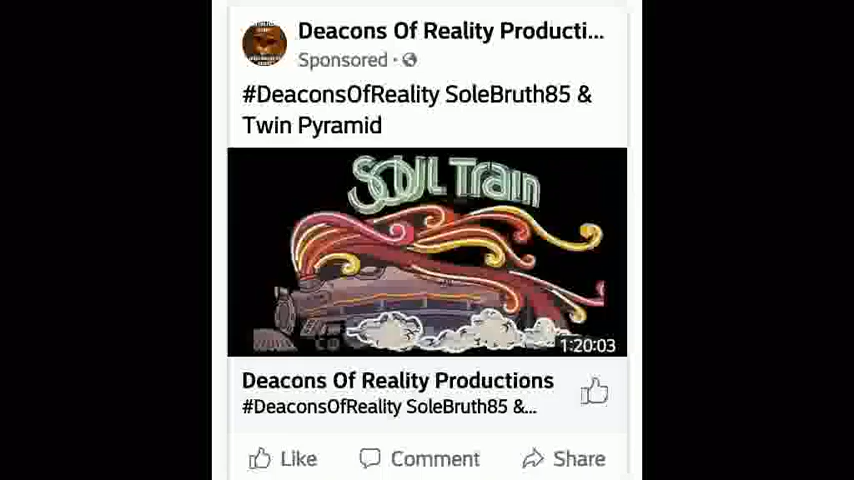 Deacons Of Reality Producti...
Sponsored ·
#DeaconsOfReality SoleBruth85 &
Twin Pyramid
SOUL Train
1:20:03
Deacons Of Reality Productions
#DeaconsOfReality SoleBruth85 &...
Like Comment Share